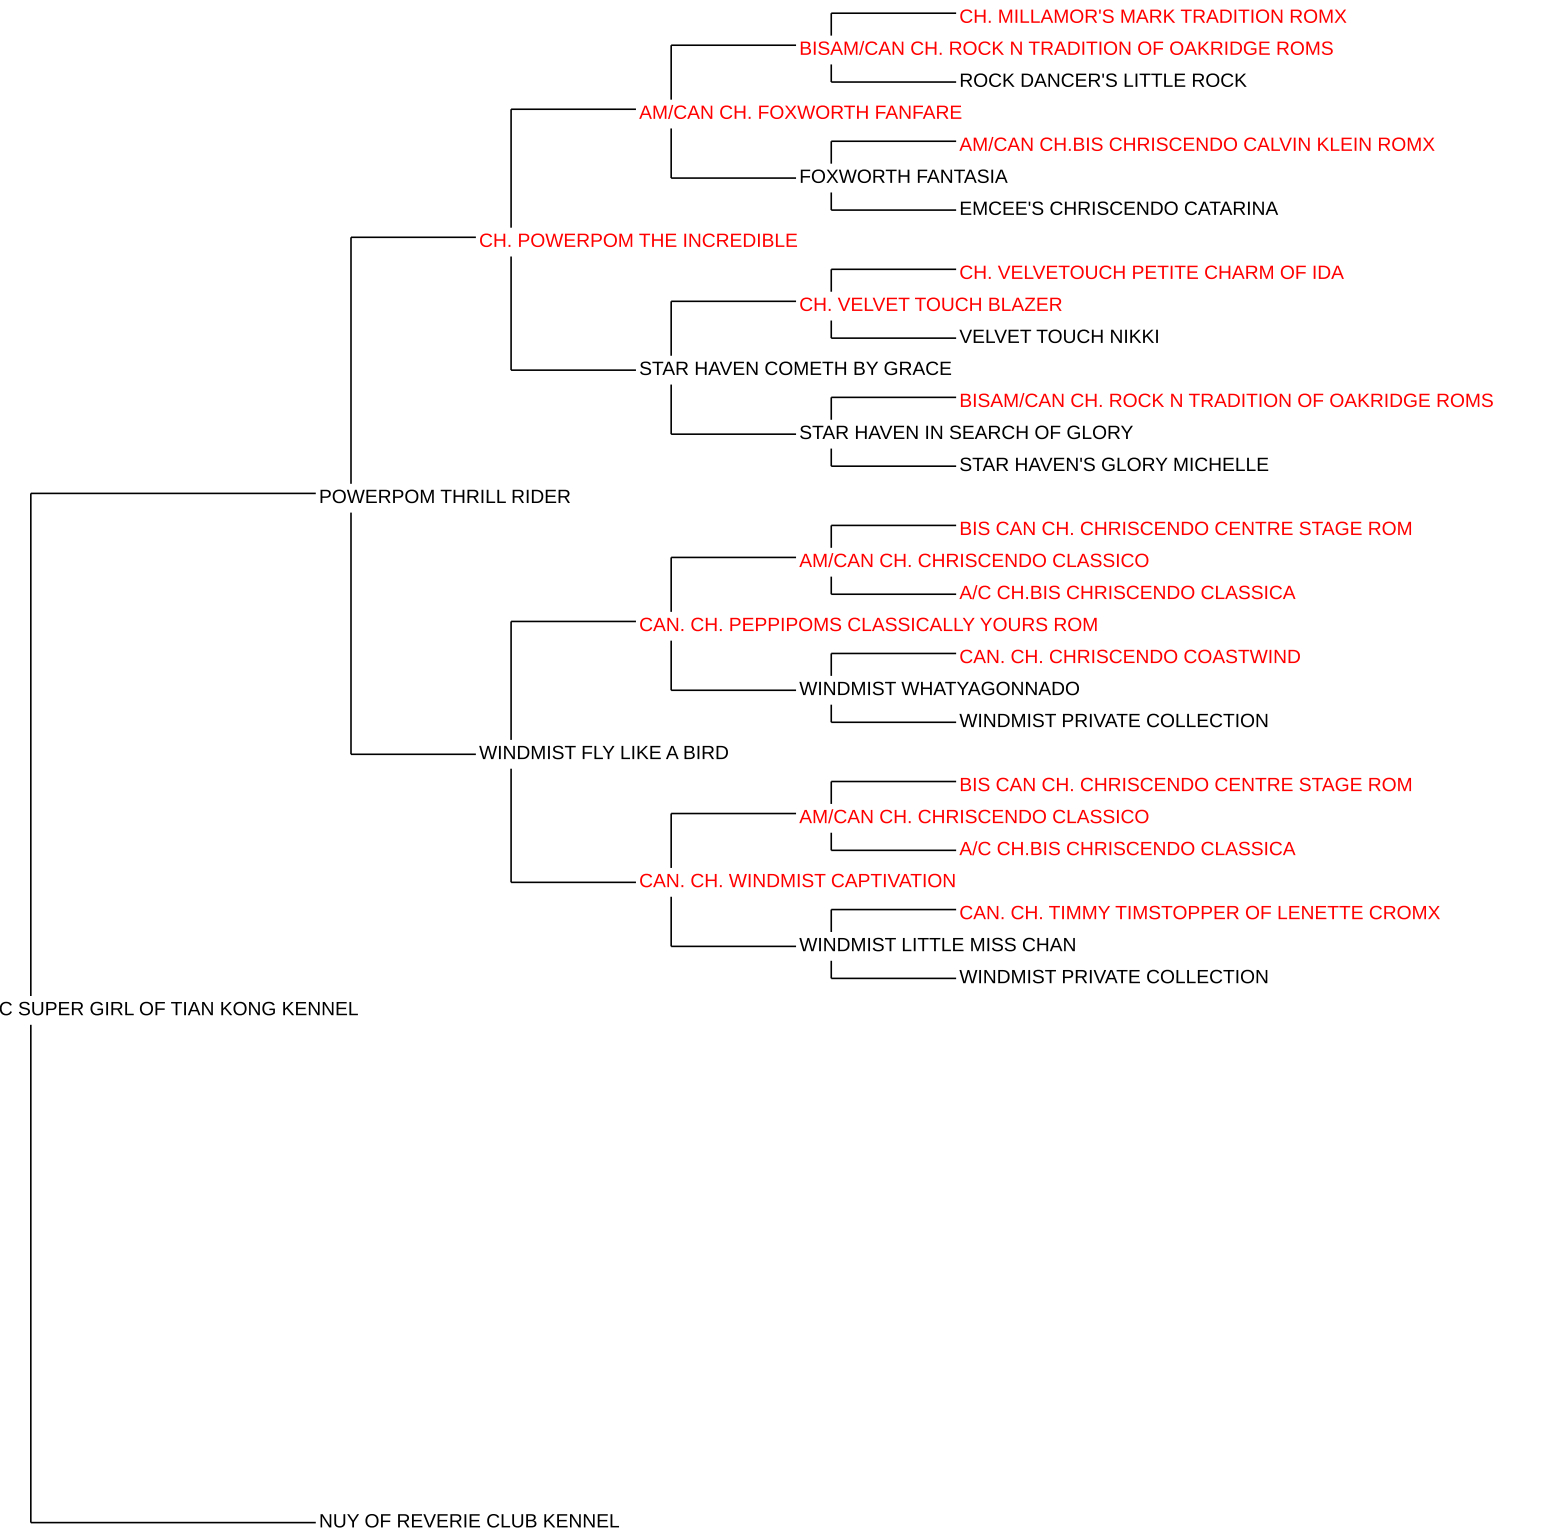 CH. MILLAMOR'S MARK TRADITION ROMX
BISAM/CAN CH. ROCK N TRADITION OF OAKRIDGE ROMS
ROCK DANCER'S LITTLE ROCK
AM/CAN CH. FOXWORTH FANFARE
AM/CAN CH.BIS CHRISCENDO CALVIN KLEIN ROMX
FOXWORTH FANTASIA
EMCEE'S CHRISCENDO CATARINA
CH. POWERPOM THE INCREDIBLE
CH. VELVETOUCH PETITE CHARM OF IDA
CH. VELVET TOUCH BLAZER
VELVET TOUCH NIKKI
STAR HAVEN COMETH BY GRACE
BISAM/CAN CH. ROCK N TRADITION OF OAKRIDGE ROMS
STAR HAVEN IN SEARCH OF GLORY
STAR HAVEN'S GLORY MICHELLE
POWERPOM THRILL RIDER
BIS CAN CH. CHRISCENDO CENTRE STAGE ROM
AM/CAN CH. CHRISCENDO CLASSICO
A/C CH.BIS CHRISCENDO CLASSICA
CAN. CH. PEPPIPOMS CLASSICALLY YOURS ROM
CAN. CH. CHRISCENDO COASTWIND
WINDMIST WHATYAGONNADO
WINDMIST PRIVATE COLLECTION
WINDMIST FLY LIKE A BIRD
BIS CAN CH. CHRISCENDO CENTRE STAGE ROM
AM/CAN CH. CHRISCENDO CLASSICO
A/C CH.BIS CHRISCENDO CLASSICA
CAN. CH. WINDMIST CAPTIVATION
CAN. CH. TIMMY TIMSTOPPER OF LENETTE CROMX
WINDMIST LITTLE MISS CHAN
WINDMIST PRIVATE COLLECTION
C SUPER GIRL OF TIAN KONG KENNEL
NUY OF REVERIE CLUB KENNEL